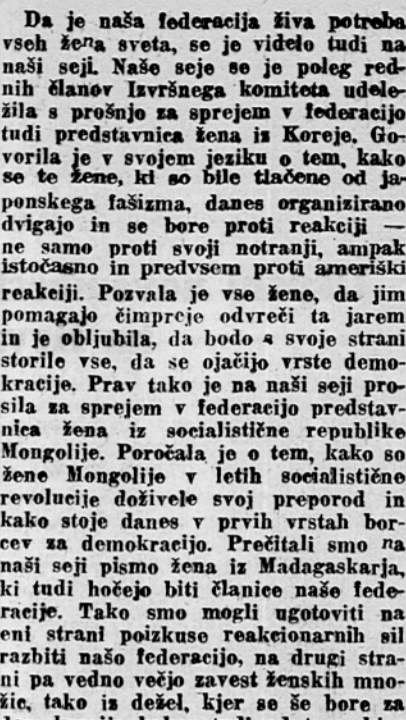 Da je naša federacija živa potreba
vseh žena sveta, se je videlo tudi na
naši seji. Naše seje se je poleg red-
nih članov Izvršnega komiteta udele-
žila s prošnjo za sprejem v federacijo
tudi predstavnica žena iz Koreje. Go-
vorila je v svojem jeziku o tem, kako
se te žene, ki so bile tlačene od ja-
ponskega fašizma, danes organizirano
dvigajo in se bore proti reakciji —
ne samo proti svoji notranji, ampak
istočasno in predvsem proti ameriški
reakciji. Pozvala je vse žene, da jim
pomagajo čimpreje odvreči ta jarem
in je obljubila, da bodo s svoje strani
storile vse, da se ojačijo vrste demo-
kracije. Prav tako je na naši seji pro-
sila za sprejem v federacijo predstav-
nica žena iz socialistične republike
Mongolije. Poročala je o tem, kako so
žene Mongolije v letih socialistične
revolucije doživele svoj preporod in
kako stoje danes v prvih vrstah bor-
cev za demokracijo. Prečitali smo na
naši seji pismo žena iz Madagaskarja,
ki tudi hočejo biti članice naše fede-
racije. Tako smo mogli ugotoviti na
eni strani poizkuse reakcionarnih sil
razbiti našo federacijo, na drugi stra-
ni pa vedno večjo zavest ženskih mno-
žic, tako iz dežel, kjer se še bore za